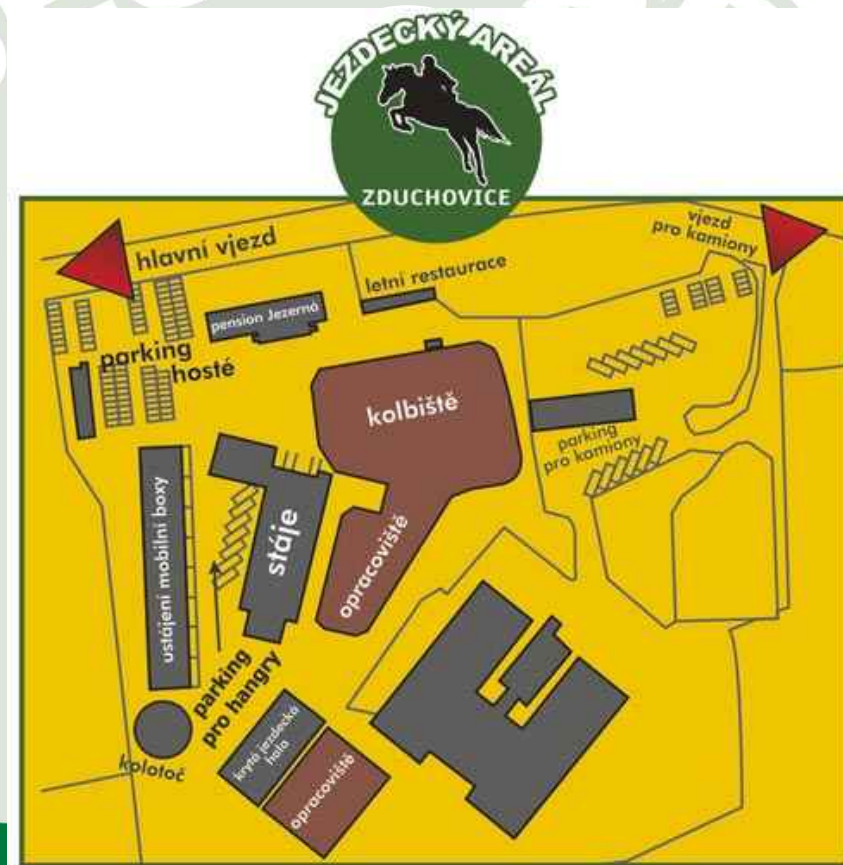 JEZDECKÝ AREÁL
ZDUCHOVICE
hlavní vjezd
vjezd
pro kamiony
letní restaurace
pension Jezerná
parking
hosté
kolbiště
parking
pro kamiony
ustájení mobilní boxy
stáje
opracoviště
parking
pro hangry
kolotoč
krytá jezdecká
hala
opracoviště